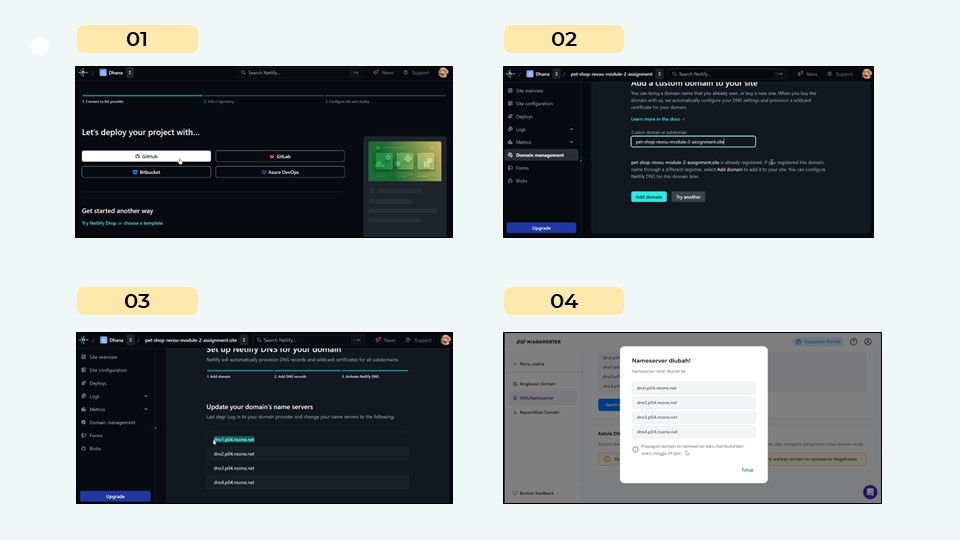 01
Dhana
Search Netlify...
News
Support
1. Connect to Git provider
2. Select repository
3. Configure site and deploy
Let's deploy your project with...
GitHub
GitLab
Bitbucket
Azure DevOps
Get started another way
Try Netlify Drop or choose a template.
02
Dhana
pet-shop-revou-module-2-assignment
Search Netlify...
News
Support
Site overview
Site configuration
Deploys
Logs
Metrics
Domain management
Forms
Blobs
Upgrade
Add a custom domain to your site
You can bring a domain name that you already own, or buy a new one. When you buy the
domain with us, we automatically configure your DNS settings and provision a wildcard
certificate for your domain.
Learn more in the docs
Custom domain or subdomain
pet-shop-revou-module-2-assignment.site
pet-shop-revou-module-2-assignment.site is already registered. If you registered this domain
name through a different registrar, select Add domain to add it to your site. You can configure
Netlify DNS for this domain later.
Add domain
Try another
03
Dhana
pet-shop-revou-module-2-assignment.site
Search Netlify...
News
Support
Site overview
Site configuration
Deploys
Logs
Metrics
Domain management
Forms
Blobs
Upgrade
Set up Netlify DNS for your domain
Netlify will automatically provision DNS records and wildcard certificates for all subdomains.
1. Add domain
2. Add DNS records
3. Activate Netlify DNS
Update your domain's name servers
Last step! Log in to your domain provider and change your name servers to the following:
dns1.p04.nsone.net
dns2.p04.nsone.net
dns3.p04.nsone.net
dns4.p04.nsone.net
04
NIAGAHOSTER
Dapatkan Komisi
Menu utama
Ringkasan Domain
DNS/Nameserver
Kepemilikan Domain
Berikan feedback
Nameserver diubah!
Nameserver telah diubah ke:
dns1.p04.nsone.net
dns2.p04.nsone.net
dns3.p04.nsone.net
dns4.p04.nsone.net
Propagasi domain ke nameserver baru membutuhkan
waktu hingga 24 jam.
Tutup